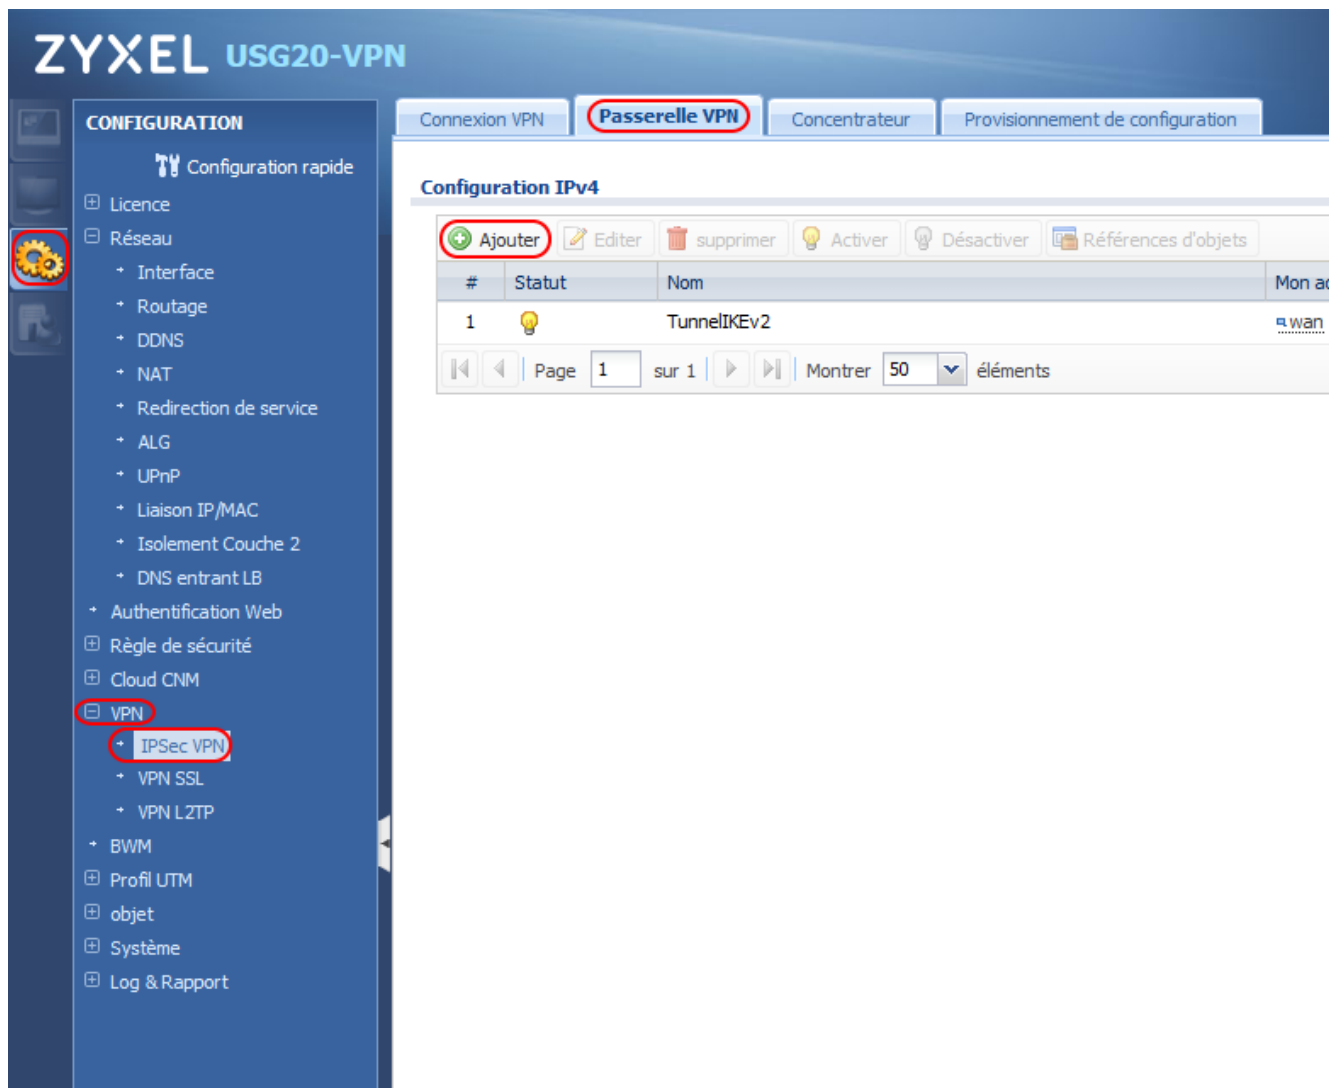 ZYXEL USG20-VPN
CONFIGURATION
Configuration rapide
Licence
Réseau
Interface
Routage
DDNS
NAT
Redirection de service
ALG
UPnP
Liaison IP/MAC
Isolement Couche 2
DNS entrant LB
Authentification Web
Règle de sécurité
Cloud CNM
VPN
IPSec VPN
VPN SSL
VPN L2TP
BWM
Profil UTM
objet
Système
Log & Rapport
Connexion VPN Passerelle VPN Concentrateur Provisionnement de configuration
Configuration IPv4
Ajouter Editer supprimer Activer Désactiver Références d'objets
# Statut Nom Mon ad
1 TunnelIKEv2 wan
Page 1 sur 1 Montrer 50 éléments